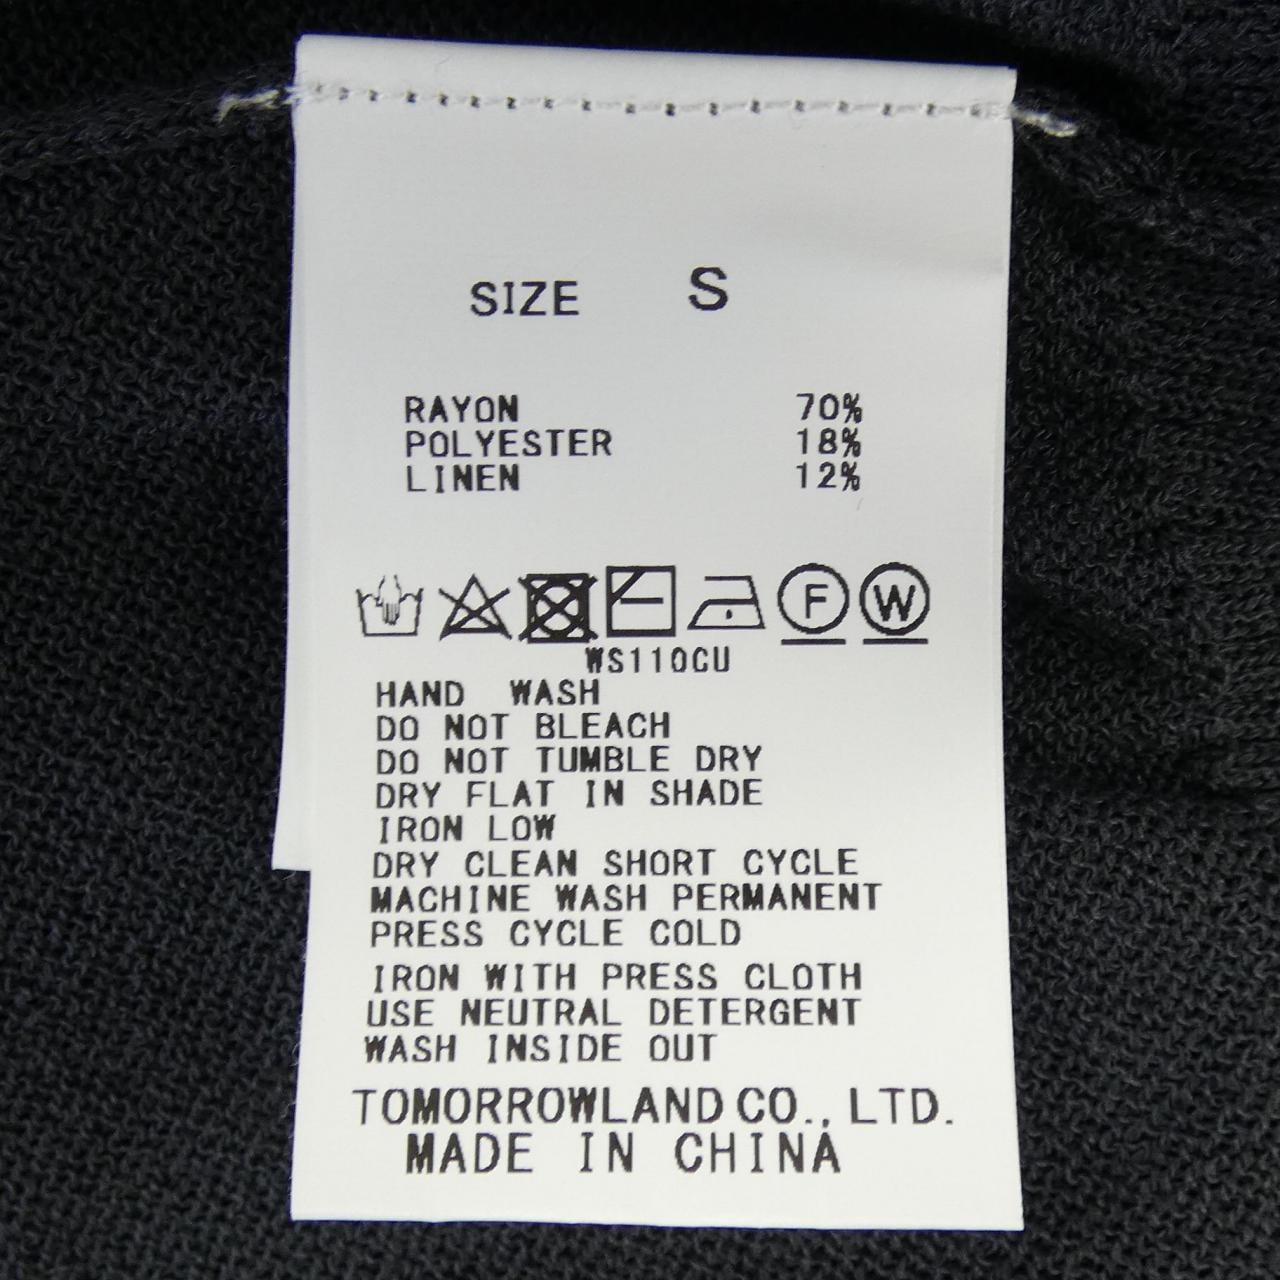 SIZE S
RAYON 70%
POLYESTER 18%
LINEN 12%
F W
WS110CU
HAND WASH
DO NOT BLEACH
DO NOT TUMBLE DRY
DRY FLAT IN SHADE
IRON LOW
DRY CLEAN SHORT CYCLE
MACHINE WASH PERMANENT
PRESS CYCLE COLD
IRON WITH PRESS CLOTH
USE NEUTRAL DETERGENT
WASH INSIDE OUT
TOMORROWLAND CO., LTD.
MADE IN CHINA